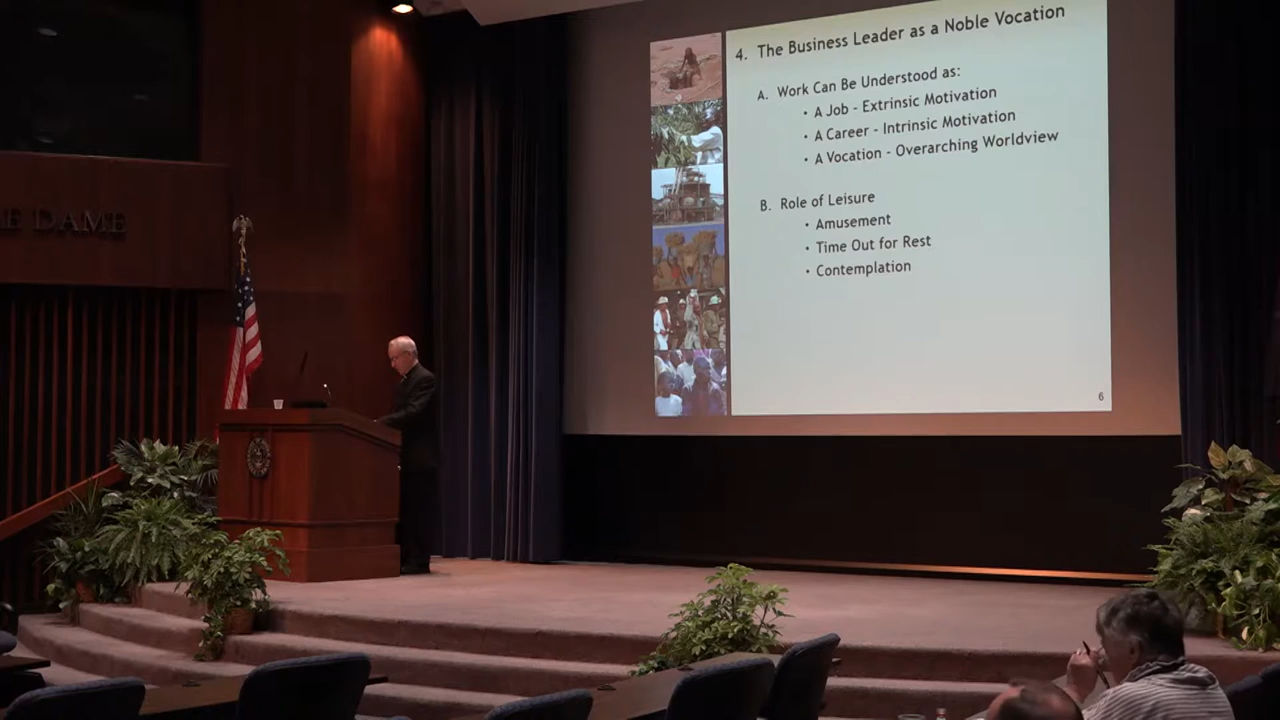 E DAME
4. The Business Leader as a Noble Vocation
A. Work Can Be Understood as:
• A Job - Extrinsic Motivation
• A Career - Intrinsic Motivation
• A Vocation - Overarching Worldview
B. Role of Leisure
• Amusement
• Time Out for Rest
• Contemplation
6